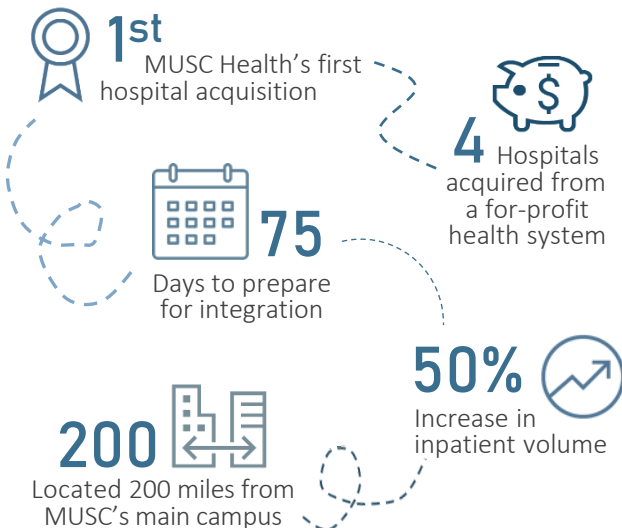 1st
MUSC Health's first
hospital acquisition
$
4 Hospitals
acquired from
a for-profit
health system
75
Days to prepare
for integration
50%
Increase in
inpatient volume
200
Located 200 miles from
MUSC's main campus